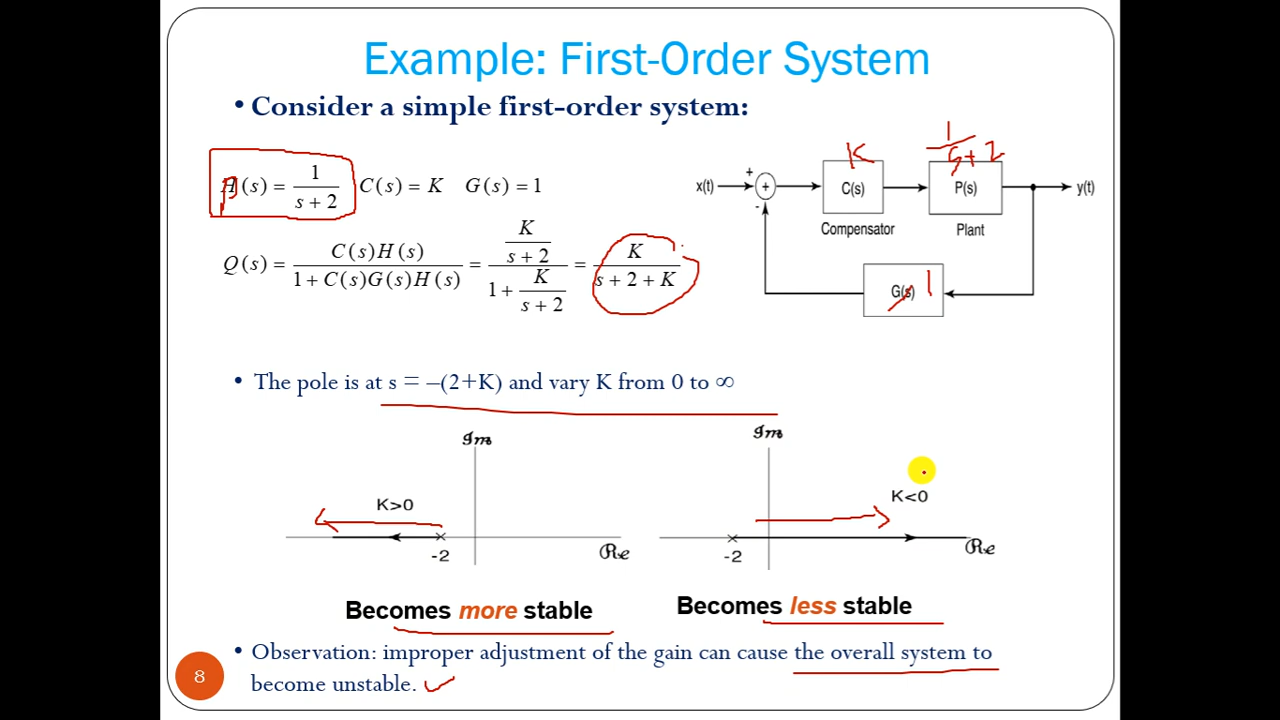 Example: First-Order System
• Consider a simple first-order system:
H(s) = 1/(s + 2) C(s) = K G(s) = 1
P
Q(s) = C(s)H(s)/(1 + C(s)G(s)H(s)) = (K/(s + 2))/(1 + K/(s + 2)) = K/(s + 2 + K)
K
1/(s+2)
x(t)
+
+
-
C(s)
P(s)
y(t)
Compensator
Plant
G(s) 1
• The pole is at s = –(2+K) and vary K from 0 to ∞
Im
K>0
-2
Re
Becomes more stable
Im
K<0
-2
Re
Becomes less stable
• Observation: improper adjustment of the gain can cause the overall system to
become unstable.
8